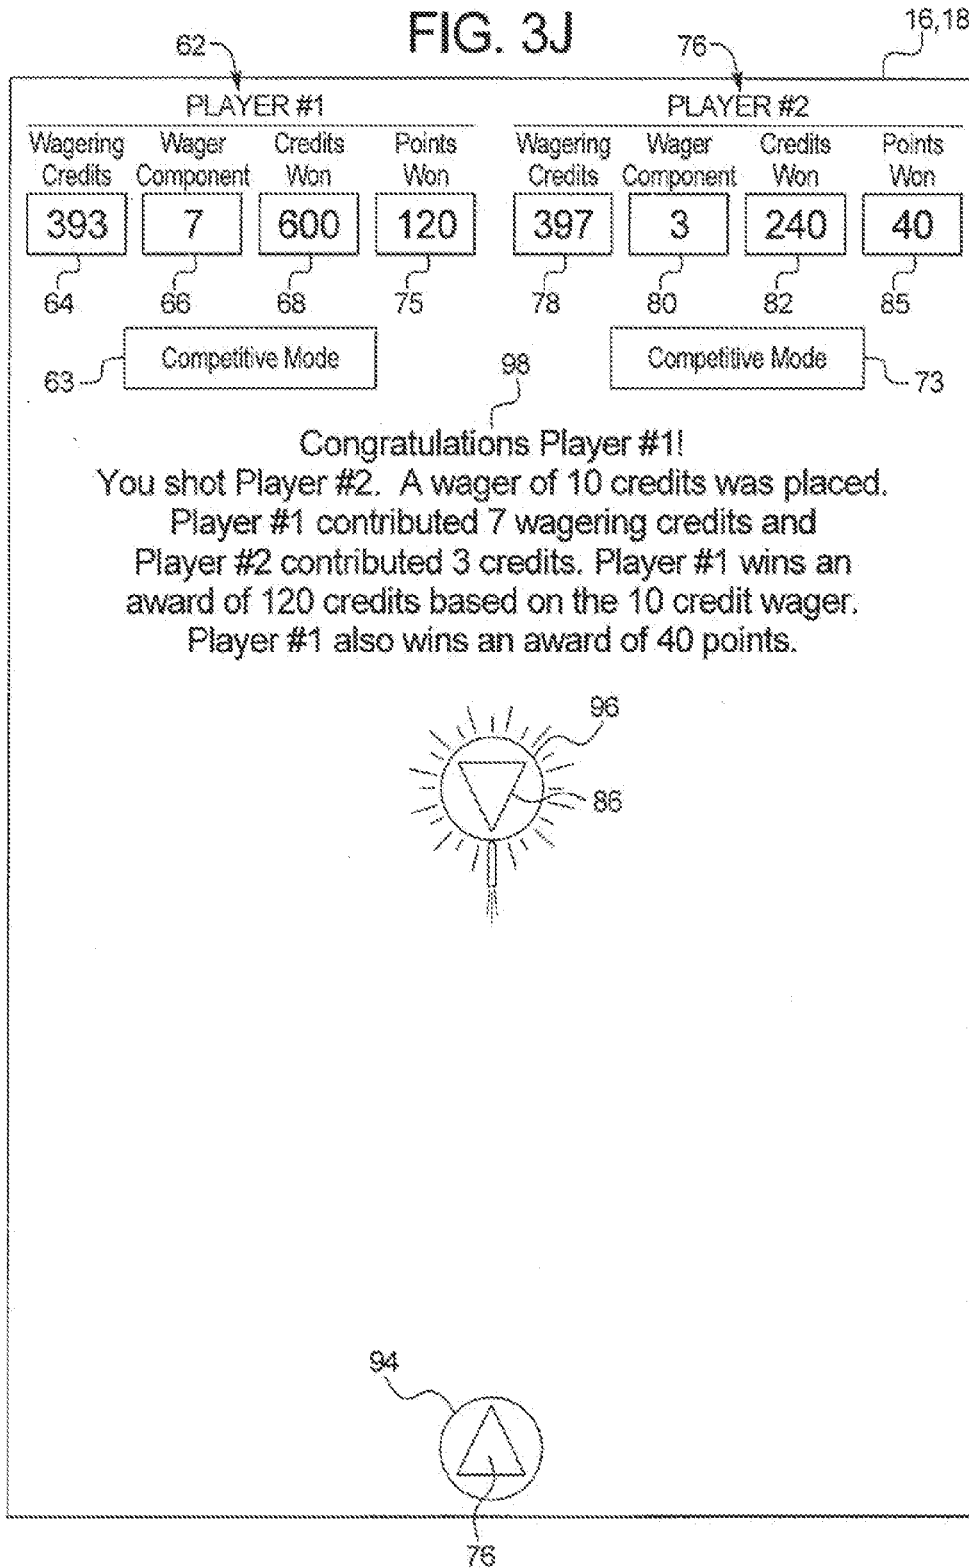 FIG. 3J
16,18
62
76
PLAYER #1
PLAYER #2
Wagering Credits
Wager Component
Credits Won
Points Won
Wagering Credits
Wager Component
Credits Won
Points Won
393 7 600 120 397 3 240 40
64 66 68 75 78 80 82 85
Competitive Mode
Competitive Mode
63
98
73
Congratulations Player #1!
You shot Player #2. A wager of 10 credits was placed.
Player #1 contributed 7 wagering credits and
Player #2 contributed 3 credits. Player #1 wins an
award of 120 credits based on the 10 credit wager.
Player #1 also wins an award of 40 points.
96
86
94
76